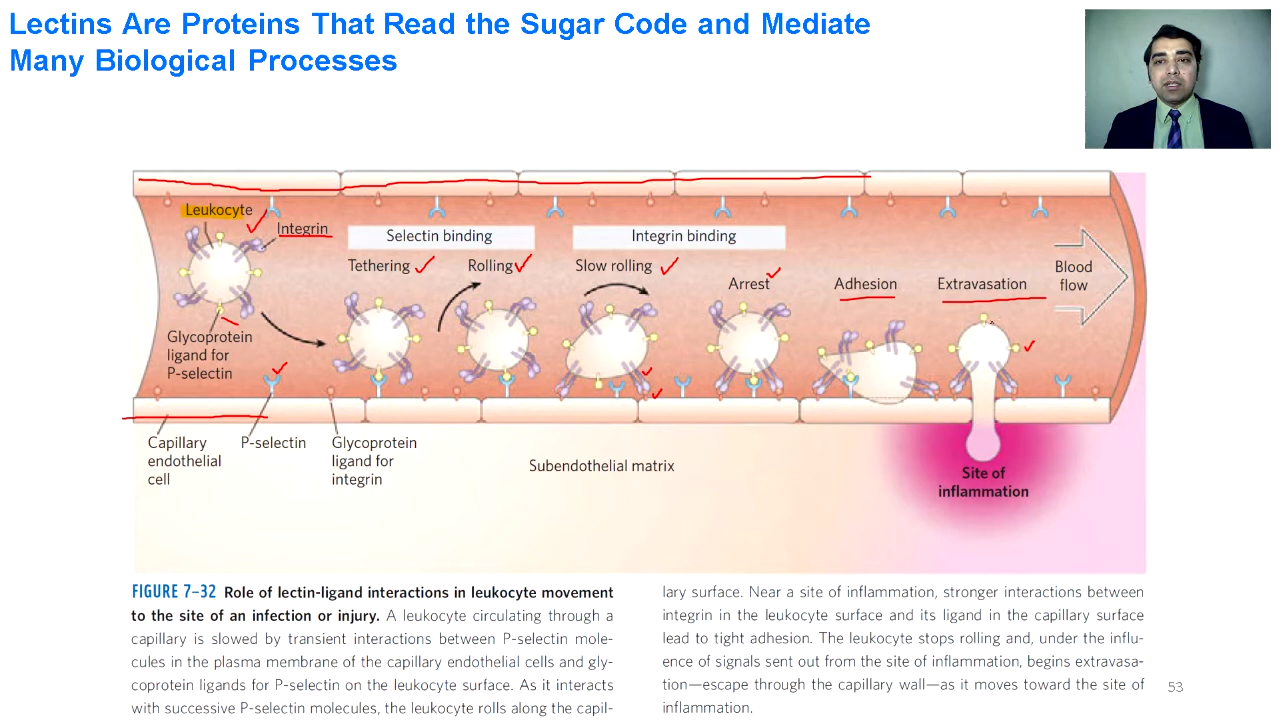 Lectins Are Proteins That Read the Sugar Code and Mediate
Many Biological Processes
Leukocyte
Integrin
Selectin binding
Integrin binding
Tethering
Rolling
Slow rolling
Arrest
Adhesion
Extravasation
Blood
flow
Glycoprotein
ligand for
P-selectin
Capillary
endothelial
cell
P-selectin
Glycoprotein
ligand for
integrin
Subendothelial matrix
Site of
inflammation
FIGURE 7–32 Role of lectin-ligand interactions in leukocyte movement
to the site of an infection or injury. A leukocyte circulating through a
capillary is slowed by transient interactions between P-selectin mole-
cules in the plasma membrane of the capillary endothelial cells and gly-
coprotein ligands for P-selectin on the leukocyte surface. As it interacts
with successive P-selectin molecules, the leukocyte rolls along the capil-
lary surface. Near a site of inflammation, stronger interactions between
integrin in the leukocyte surface and its ligand in the capillary surface
lead to tight adhesion. The leukocyte stops rolling and, under the influ-
ence of signals sent out from the site of inflammation, begins extravasa-
tion—escape through the capillary wall—as it moves toward the site of
inflammation.
53